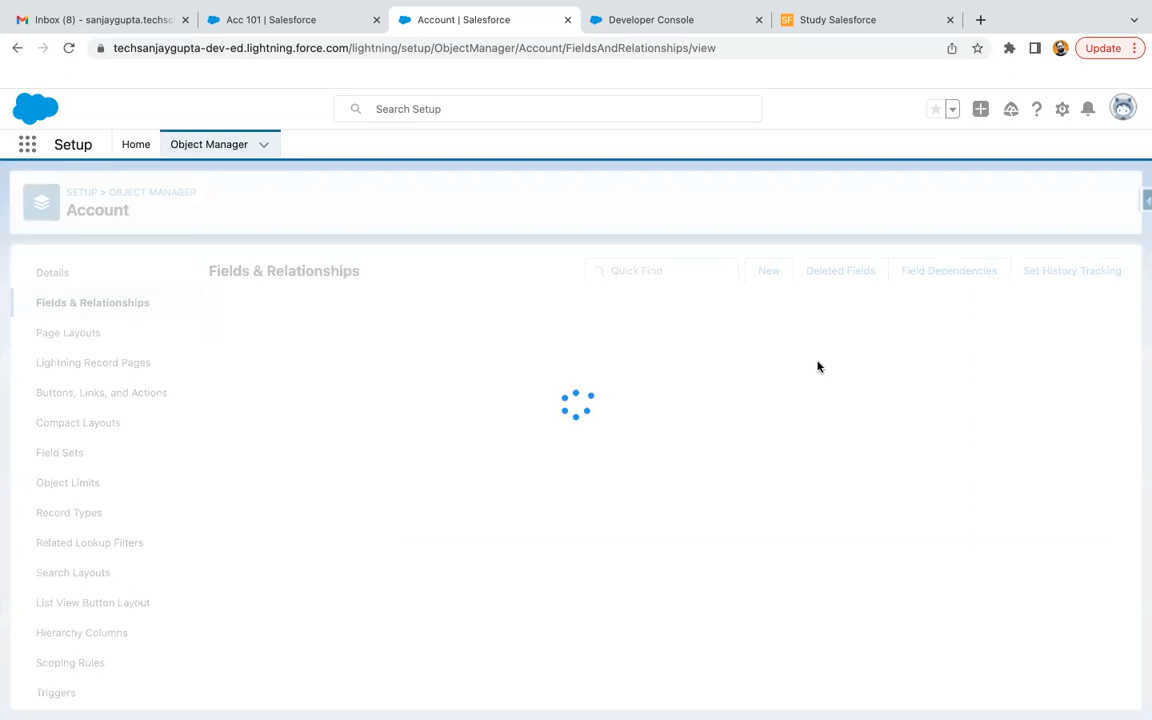 Inbox (8) - sanjaygupta.techsc
Acc 101 | Salesforce
Account | Salesforce
Developer Console
Study Salesforce
techsanjaygupta-dev-ed.lightning.force.com/lightning/setup/ObjectManager/Account/FieldsAndRelationships/view
Update
Search Setup
Setup
Home
Object Manager
SETUP > OBJECT MANAGER
Account
Details
Fields & Relationships
Page Layouts
Lightning Record Pages
Buttons, Links, and Actions
Compact Layouts
Field Sets
Object Limits
Record Types
Related Lookup Filters
Search Layouts
List View Button Layout
Hierarchy Columns
Scoping Rules
Triggers
Fields & Relationships
Quick Find
New
Deleted Fields
Field Dependencies
Set History Tracking